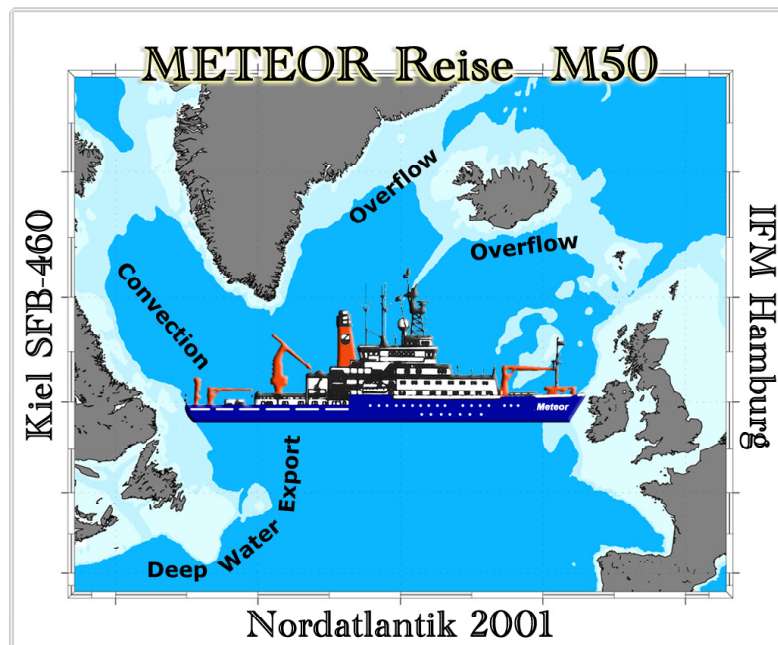 METEOR Reise M50
Overflow
Overflow
Convection
Kiel SFB-460
IFM Hamburg
Meteor
Deep Water Export
Nordatlantik 2001